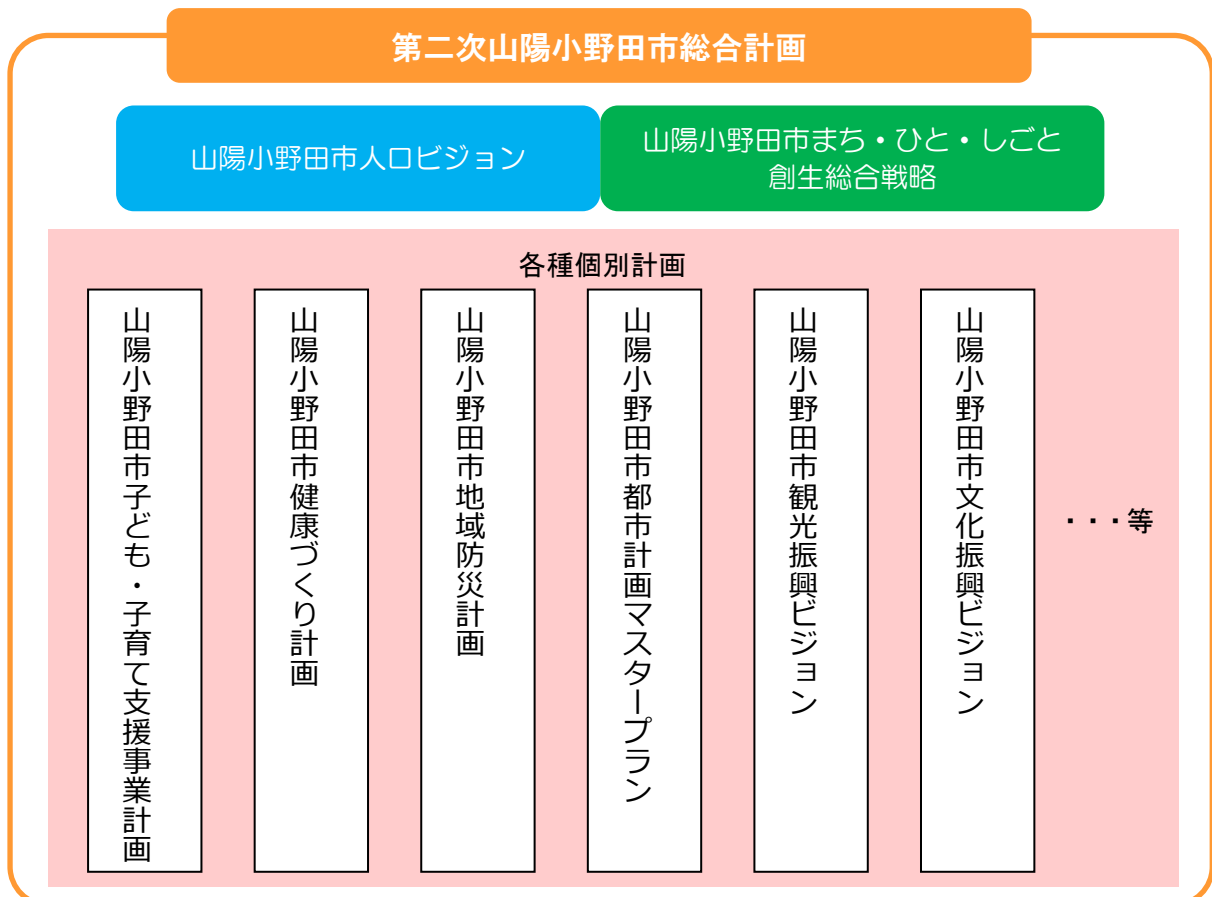 第二次山陽小野田市総合計画
山陽小野田市人口ビジョン
山陽小野田市まち・ひと・しごと
創生総合戦略
各種個別計画
山陽小野田市子ども・子育て支援事業計画
山陽小野田市健康づくり計画
山陽小野田市地域防災計画
山陽小野田市都市計画マスタープラン
山陽小野田市観光振興ビジョン
山陽小野田市文化振興ビジョン
・・・等